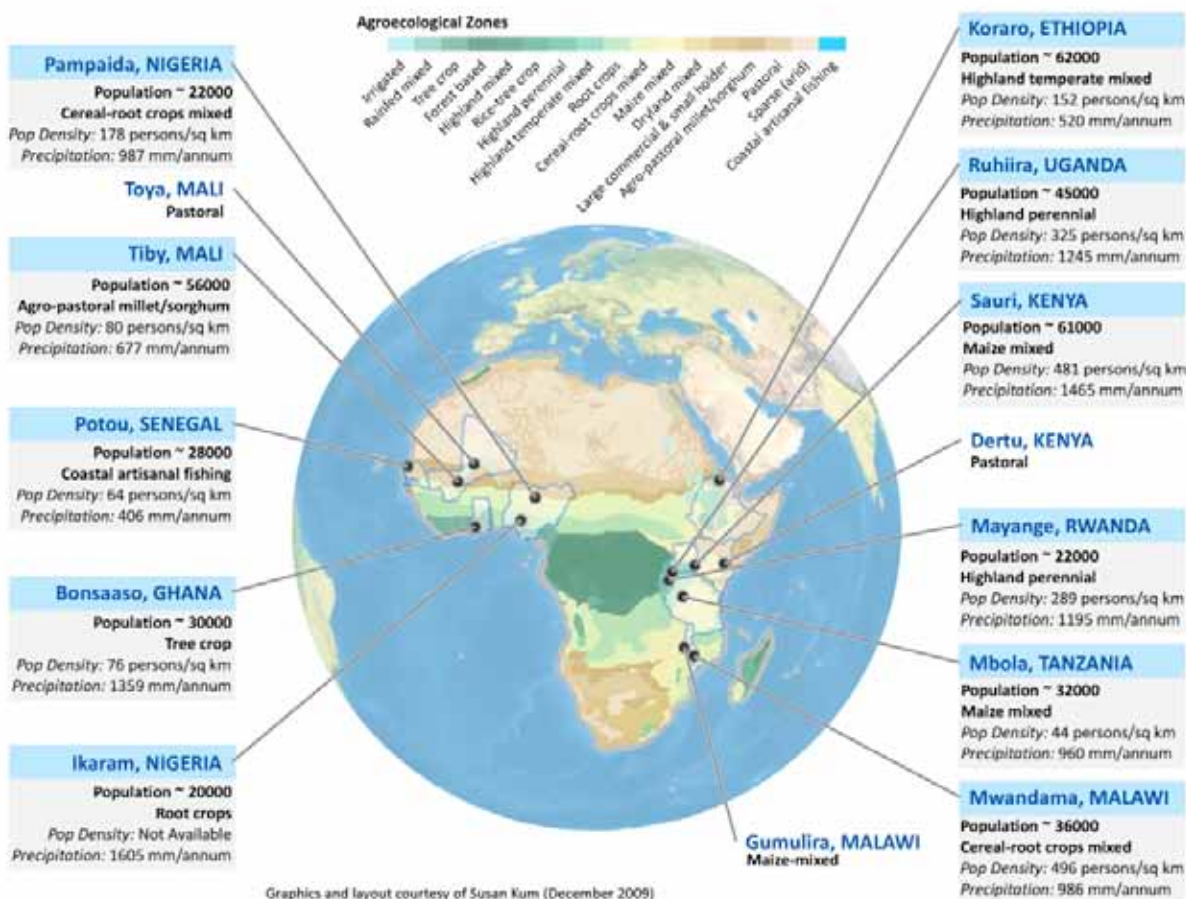 Agroecological Zones
Irrigated
Rainfed mixed
Tree crop
Forest based
Highland mixed
Rice-tree crop
Highland perennial
Highland temperate mixed
Root crops
Cereal-root crops mixed
Maize mixed
Dryland mixed
Large commercial & small holder
Agro-pastoral millet/sorghum
Pastoral
Sparse (arid)
Coastal artisanal fishing
Pampaida, NIGERIA
Population ~ 22000
Cereal-root crops mixed
Pop Density: 178 persons/sq km
Precipitation: 987 mm/annum
Toya, MALI
Pastoral
Tiby, MALI
Population ~ 56000
Agro-pastoral millet/sorghum
Pop Density: 80 persons/sq km
Precipitation: 677 mm/annum
Potou, SENEGAL
Population ~ 28000
Coastal artisanal fishing
Pop Density: 64 persons/sq km
Precipitation: 406 mm/annum
Bonsaaso, GHANA
Population ~ 30000
Tree crop
Pop Density: 76 persons/sq km
Precipitation: 1359 mm/annum
Ikaram, NIGERIA
Population ~ 20000
Root crops
Pop Density: Not Available
Precipitation: 1605 mm/annum
Koraro, ETHIOPIA
Population ~ 62000
Highland temperate mixed
Pop Density: 152 persons/sq km
Precipitation: 520 mm/annum
Ruhiira, UGANDA
Population ~ 45000
Highland perennial
Pop Density: 325 persons/sq km
Precipitation: 1245 mm/annum
Sauri, KENYA
Population ~ 61000
Maize mixed
Pop Density: 481 persons/sq km
Precipitation: 1465 mm/annum
Dertu, KENYA
Pastoral
Mayange, RWANDA
Population ~ 22000
Highland perennial
Pop Density: 289 persons/sq km
Precipitation: 1195 mm/annum
Mbola, TANZANIA
Population ~ 32000
Maize mixed
Pop Density: 44 persons/sq km
Precipitation: 960 mm/annum
Mwandama, MALAWI
Population ~ 36000
Cereal-root crops mixed
Pop Density: 496 persons/sq km
Precipitation: 986 mm/annum
Gumulira, MALAWI
Maize-mixed
Graphics and layout courtesy of Susan Kum (December 2009)